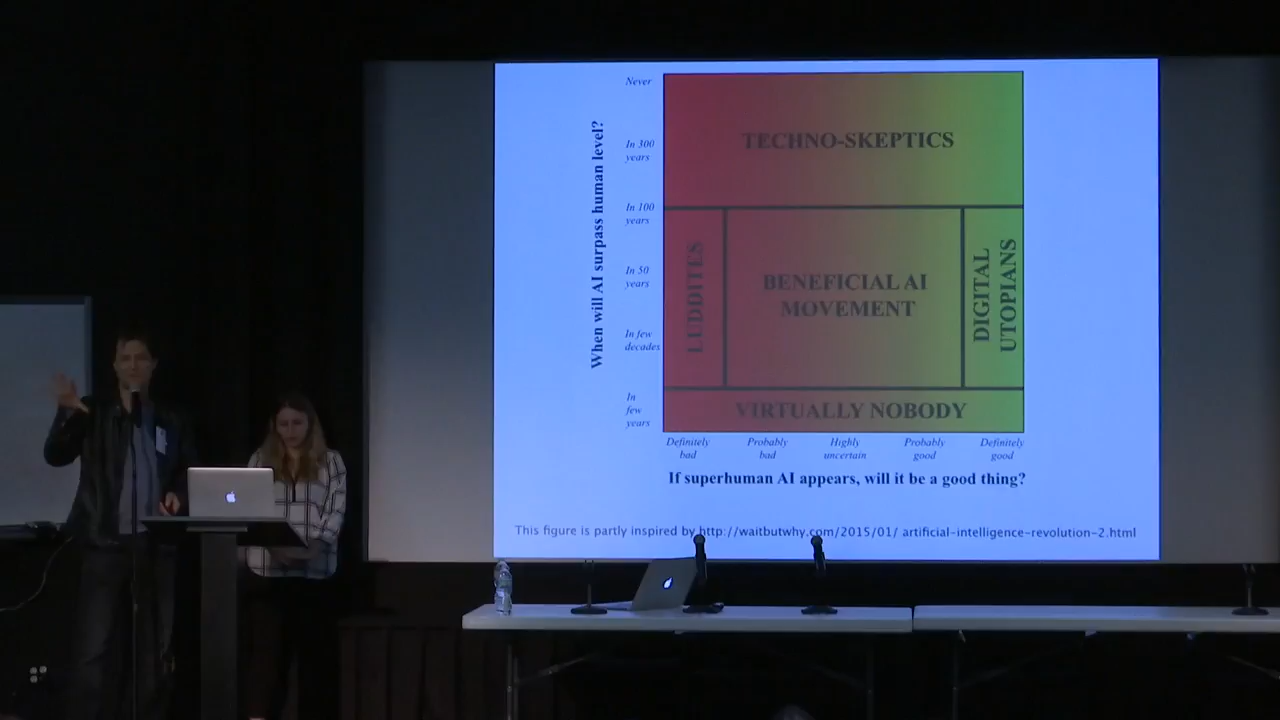 When will AI surpass human level?
Never
In 300
years
In 100
years
In 50
years
In few
decades
In
few
years
TECHNO-SKEPTICS
LUDDITES
BENEFICIAL AI
MOVEMENT
DIGITAL
UTOPIANS
VIRTUALLY NOBODY
Definitely
bad
Probably
bad
Highly
uncertain
Probably
good
Definitely
good
If superhuman AI appears, will it be a good thing?
This figure is partly inspired by http://waitbutwhy.com/2015/01/ artificial-intelligence-revolution-2.html